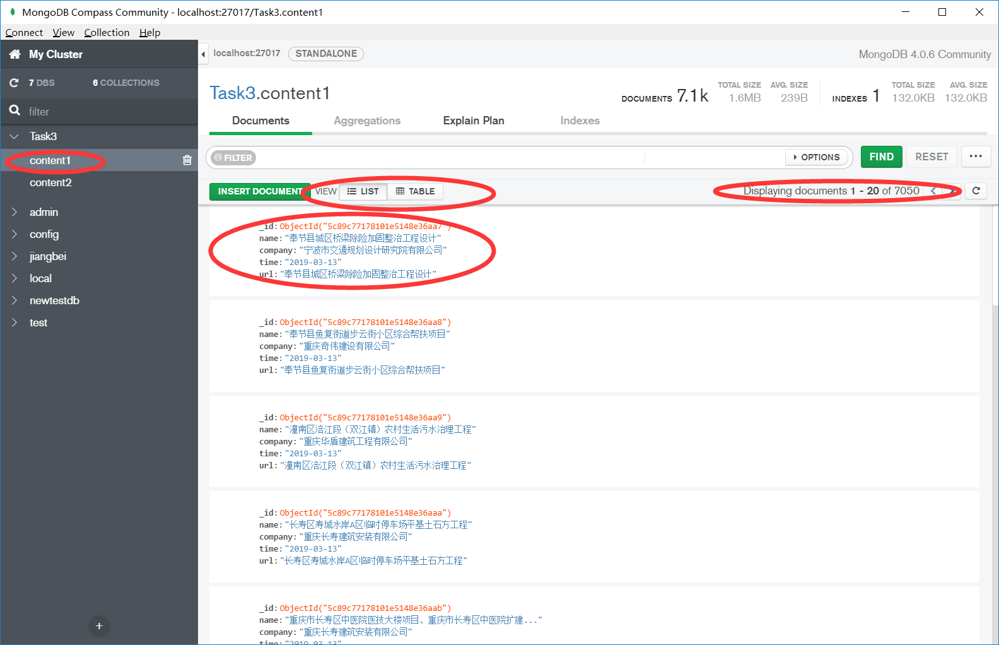 MongoDB Compass Community - localhost:27017/Task3.content1
Connect View Collection Help
My Cluster
7 DBS 6 COLLECTIONS
filter
Task3
content1
content2
admin
config
jiangbei
local
newtestdb
test
localhost:27017 STANDALONE
MongoDB 4.0.6 Community
Task3.content1
DOCUMENTS 7.1k TOTAL SIZE 1.6MB AVG. SIZE 239B
INDEXES 1 TOTAL SIZE 132.0KB AVG. SIZE 132.0KB
Documents Aggregations Explain Plan Indexes
FILTER OPTIONS FIND RESET ...
INSERT DOCUMENT VIEW LIST TABLE
Displaying documents 1 - 20 of 7050
_id: ObjectId("5c89c77178101e5148e36aa7")
name: "奉节县城区桥梁除险加固整治工程设计"
company: "宁波市交通规划设计研究院有限公司"
time: "2019-03-13"
url: "奉节县城区桥梁除险加固整治工程设计"
_id: ObjectId("5c89c77178101e5148e36aa8")
name: "奉节县鱼复街道步云街小区综合帮扶项目"
company: "重庆奇伟建设有限公司"
time: "2019-03-13"
url: "奉节县鱼复街道步云街小区综合帮扶项目"
_id: ObjectId("5c89c77178101e5148e36aa9")
name: "潼南区涪江段（双江镇）农村生活污水治理工程"
company: "重庆华盾建筑工程有限公司"
time: "2019-03-13"
url: "潼南区涪江段（双江镇）农村生活污水治理工程"
_id: ObjectId("5c89c77178101e5148e36aaa")
name: "长寿区寿城水岸A区临时停车场平基土石方工程"
company: "重庆长寿建筑安装有限公司"
time: "2019-03-13"
url: "长寿区寿城水岸A区临时停车场平基土石方工程"
_id: ObjectId("5c89c77178101e5148e36aab")
name: "重庆市长寿区中医院医技大楼项目、重庆市长寿区中医院扩建..."
company: "重庆长寿建筑安装有限公司"
time: "2019-03-13"